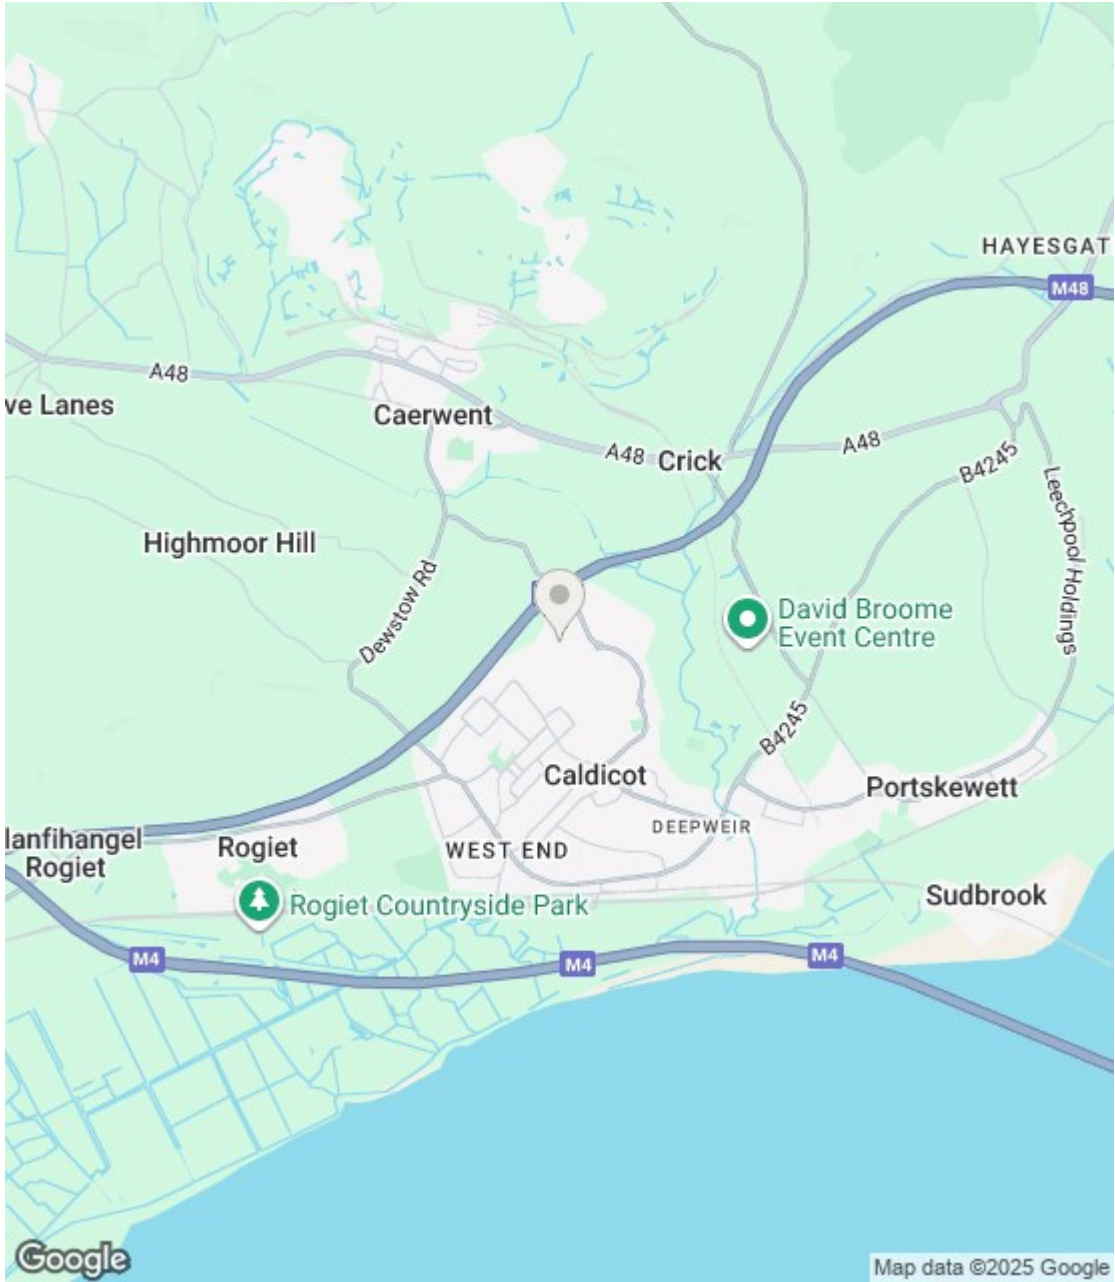 HAYESGAT
M48
A48
ve Lanes
Caerwent
A48
Crick
A48
B4245
Leechpool Holdings
Highmoor Hill
Dewstow Rd
David Broome
Event Centre
B4245
Caldicot
Portskewett
DEEPWEIR
lanfihangel
Rogiet
Rogiet
WEST END
Rogiet Countryside Park
Sudbrook
M4
M4
M4
Google
Map data ©2025 Google